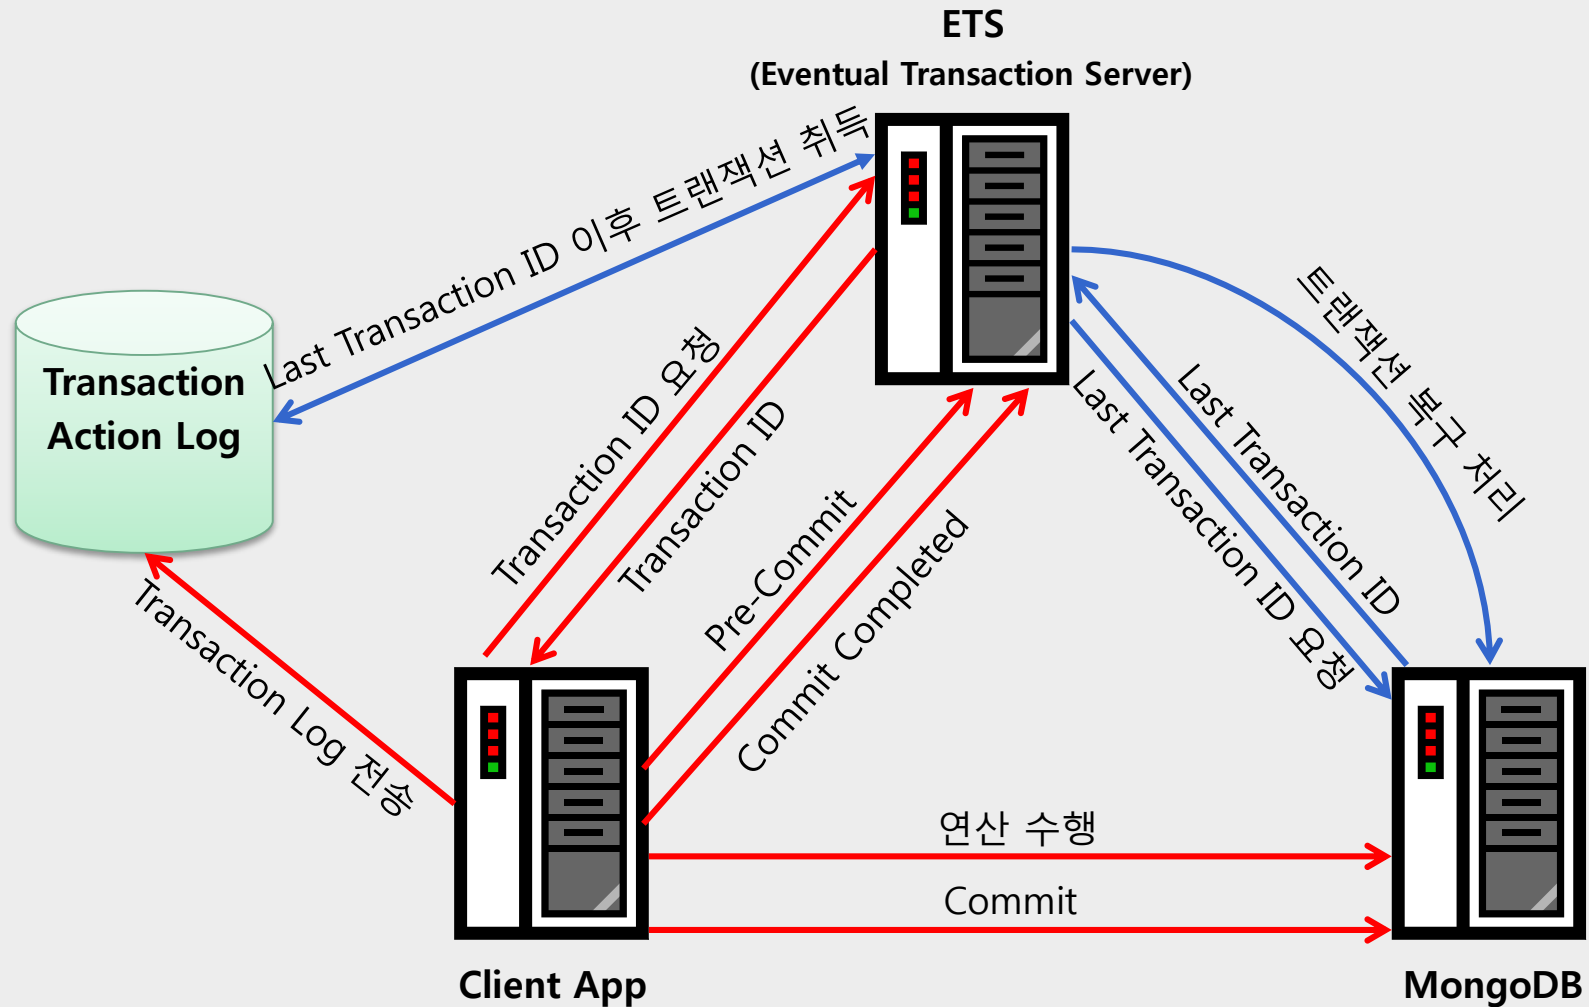 ETS
(Eventual Transaction Server)
Last Transaction ID 이후 트랜잭션 취득
Transaction
Action Log
Transaction ID 요청
Transaction ID
Pre-Commit
Commit Completed
Last Transaction ID 요청
Last Transaction ID
트랜잭션 복구 처리
Transaction Log 전송
연산 수행
Commit
Client App
MongoDB